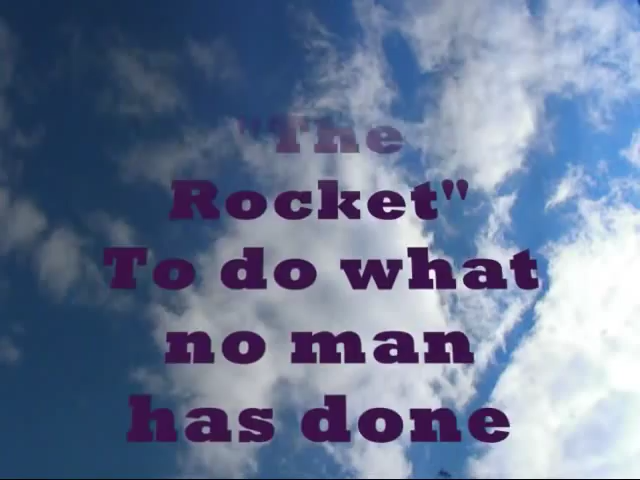 "The
Rocket"
To do what
no man
has done